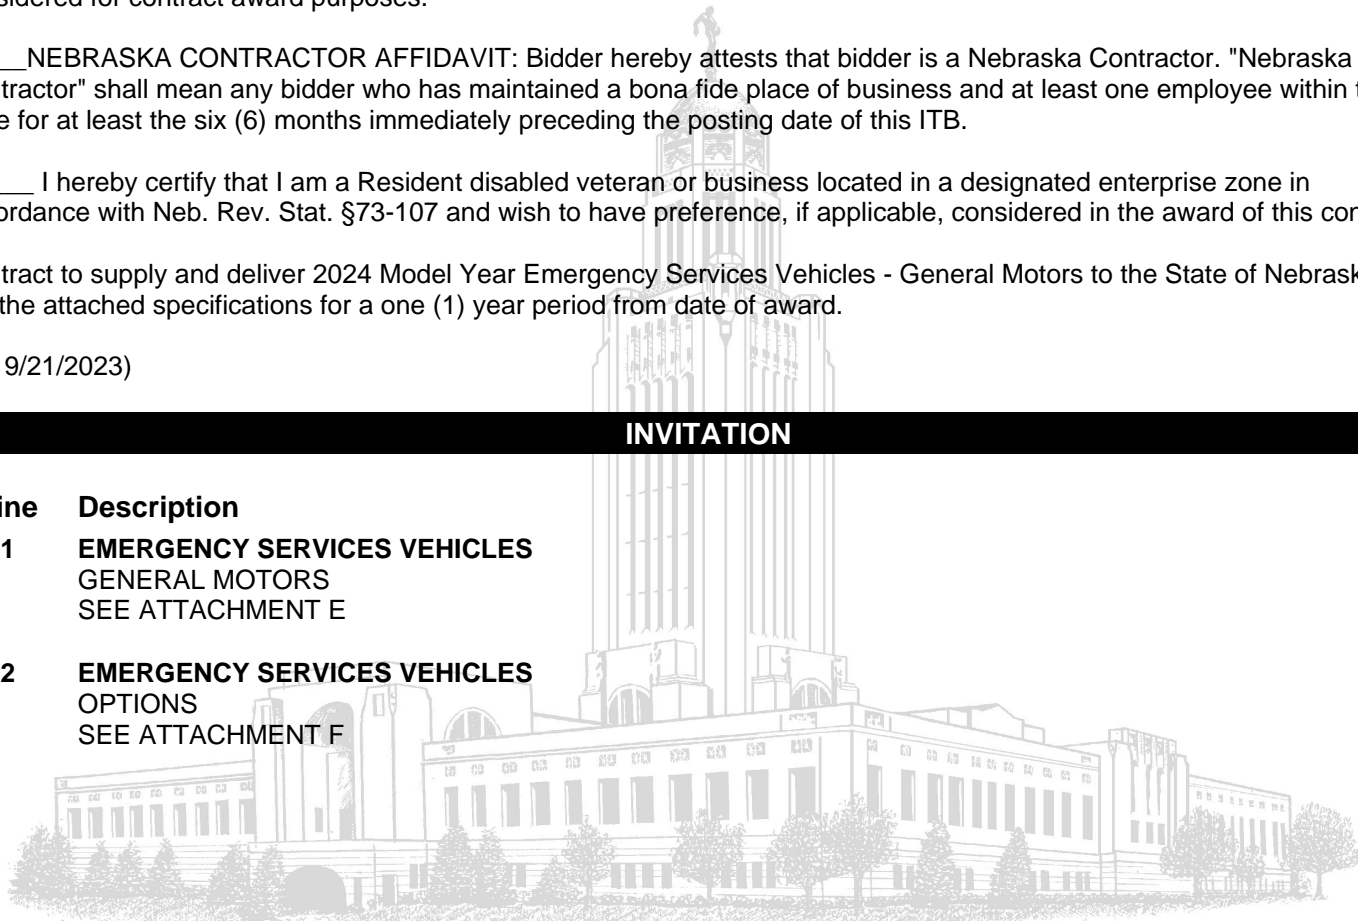 sidered for contract award purposes.
__NEBRASKA CONTRACTOR AFFIDAVIT: Bidder hereby attests that bidder is a Nebraska Contractor. "Nebraska
tractor" shall mean any bidder who has maintained a bona fide place of business and at least one employee within
e for at least the six (6) months immediately preceding the posting date of this ITB.
___ I hereby certify that I am a Resident disabled veteran or business located in a designated enterprise zone in
ordance with Neb. Rev. Stat. §73-107 and wish to have preference, if applicable, considered in the award of this con
tract to supply and deliver 2024 Model Year Emergency Services Vehicles - General Motors to the State of Nebrask
the attached specifications for a one (1) year period from date of award.
9/21/2023)
INVITATION
ine Description
1 EMERGENCY SERVICES VEHICLES
GENERAL MOTORS
SEE ATTACHMENT E
2 EMERGENCY SERVICES VEHICLES
OPTIONS
SEE ATTACHMENT F